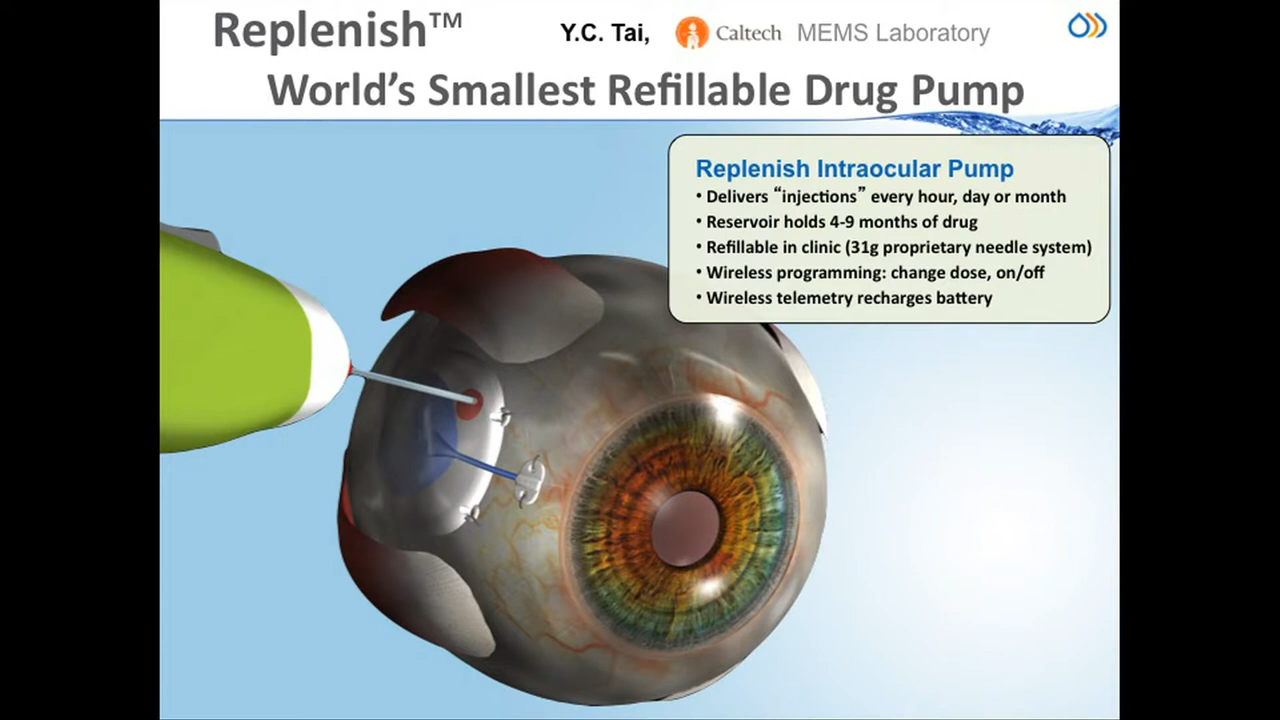 Replenish™
Y.C. Tai, Caltech MEMS Laboratory
World's Smallest Refillable Drug Pump
Replenish Intraocular Pump
• Delivers “injections” every hour, day or month
• Reservoir holds 4-9 months of drug
• Refillable in clinic (31g proprietary needle system)
• Wireless programming: change dose, on/off
• Wireless telemetry recharges battery